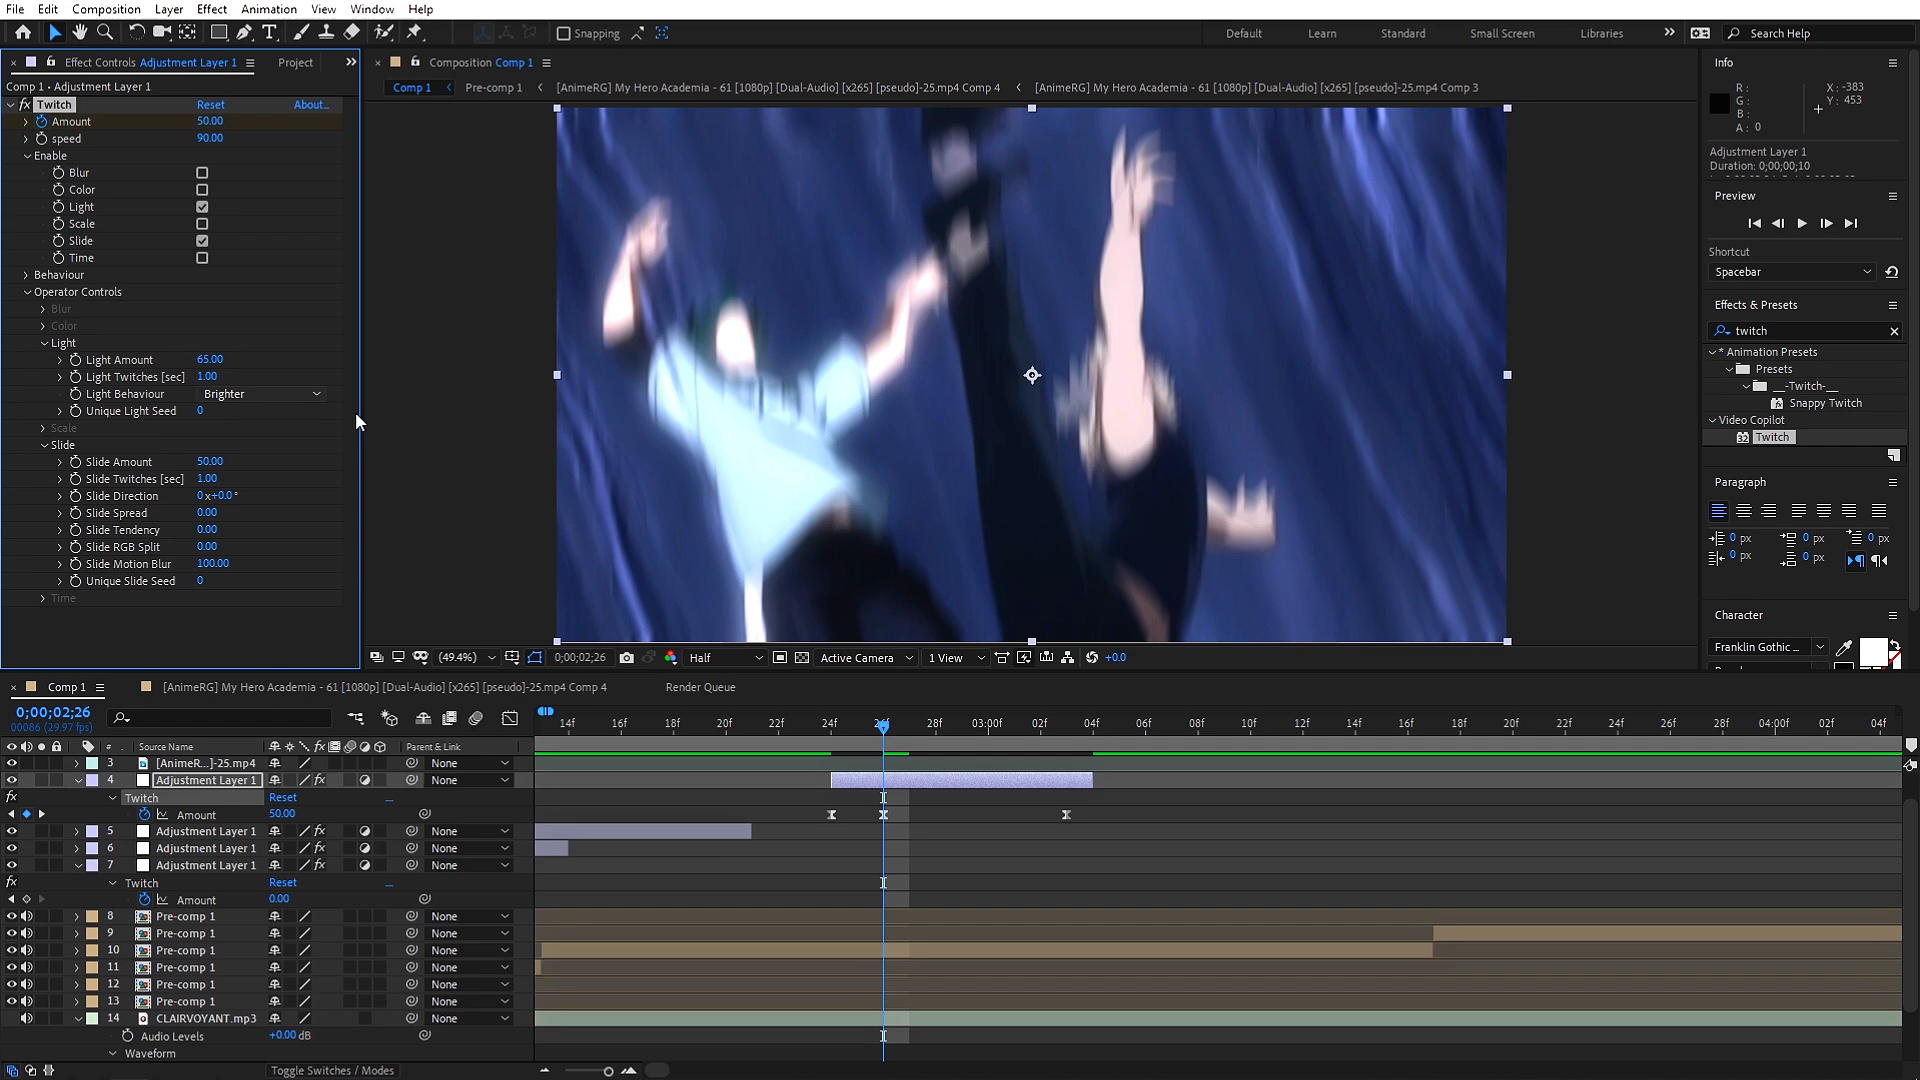 File Edit Composition Layer Effect Animation View Window Help
Snapping
Default Learn Standard Small Screen Libraries Search Help
Effect Controls Adjustment Layer 1 Project
Composition Comp 1
Info
Comp 1 • Adjustment Layer 1
Comp 1 Pre-comp 1 [AnimeRG] My Hero Academia - 61 [1080p] [Dual-Audio] [x265] [pseudo]-25.mp4 Comp 4 [AnimeRG] My Hero Academia - 61 [1080p] [Dual-Audio] [x265] [pseudo]-25.mp4 Comp 3
R :
G :
B :
A : 0
X : -383
Y : 453
Adjustment Layer 1
Duration: 0;00;00;10
Preview
Shortcut
Spacebar
Effects & Presets
twitch
* Animation Presets
Presets
__-Twitch-__
Snappy Twitch
Video Copilot
Twitch
Paragraph
0 px 0 px 0 px
0 px 0 px
Character
Franklin Gothic ...
fx Twitch Reset About...
Amount 50.00
speed 90.00
Enable
Blur
Color
Light
Scale
Slide
Time
Behaviour
Operator Controls
Blur
Color
Light
Light Amount 65.00
Light Twitches [sec] 1.00
Light Behaviour Brighter
Unique Light Seed 0
Scale
Slide
Slide Amount 50.00
Slide Twitches [sec] 1.00
Slide Direction 0x+0.0°
Slide Spread 0.00
Slide Tendency 0.00
Slide RGB Split 0.00
Slide Motion Blur 100.00
Unique Slide Seed 0
Time
(49.4%) 0;00;02;26 Half Active Camera 1 View +0.0
Comp 1 [AnimeRG] My Hero Academia - 61 [1080p] [Dual-Audio] [x265] [pseudo]-25.mp4 Comp 4 Render Queue
0;00;02;26
00086 (29.97 fps)
14f 16f 18f 20f 22f 24f 26f 28f 03:00f 02f 04f 06f 08f 10f 12f 14f 16f 18f 20f 22f 24f 26f 28f 04:00f 02f 04f
# Source Name fx Parent & Link
3 [AnimeR...]-25.mp4 None
4 Adjustment Layer 1 fx None
fx Twitch Reset
Amount 50.00
5 Adjustment Layer 1 fx None
6 Adjustment Layer 1 fx None
7 Adjustment Layer 1 fx None
fx Twitch Reset
Amount 0.00
8 Pre-comp 1 None
9 Pre-comp 1 None
10 Pre-comp 1 None
11 Pre-comp 1 None
12 Pre-comp 1 None
13 Pre-comp 1 None
14 CLAIRVOYANT.mp3 None
Audio Levels +0.00 dB
Waveform
Toggle Switches / Modes